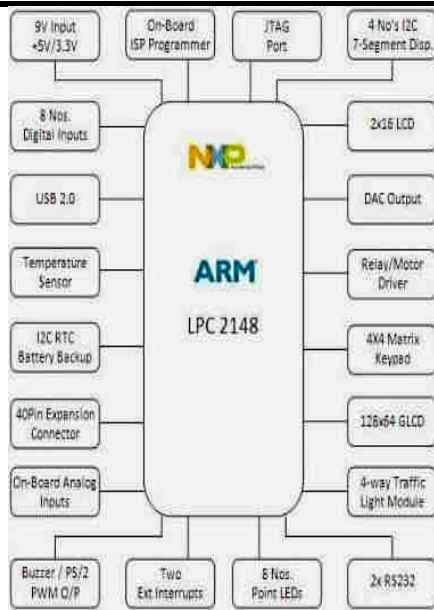 9V Input
+5V/3.3V
On-Board
ISP Programmer
JTAG
Port
4 No's I2C
7-Segment Disp.
8 Nos.
Digital Inputs
2x16 LCD
NXP
USB 2.0
DAC Output
Temperature
Sensor
ARM
Relay/Motor
Driver
LPC 2148
I2C RTC
Battery Backup
4X4 Matrix
Keypad
40Pin Expansion
Connector
128x64 GLCD
On-Board Analog
Inputs
4-way Traffic
Light Module
Buzzer / PS/2
PWM O/P
Two
Ext Interrupts
8 Nos.
Point LEDs
2x RS232